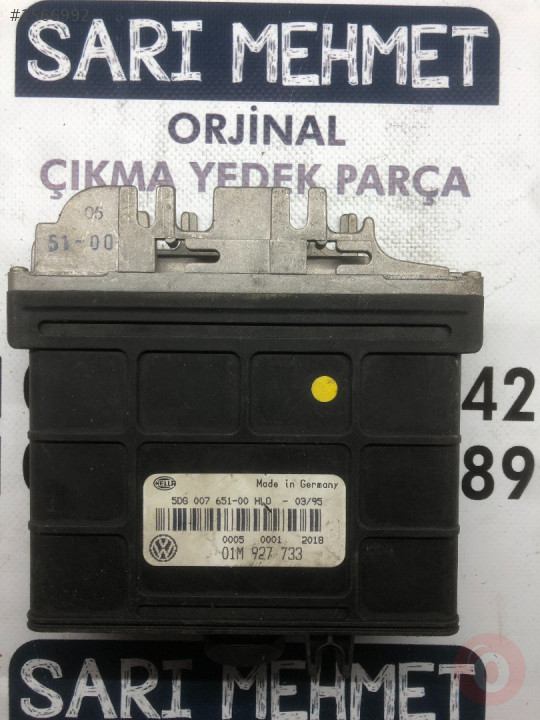 SARI MEHMET
ORJİNAL
ÇIKMA YEDEK PARÇA
05
51-00
42
89
HELLA
Made in Germany
5DG 007 651-00 HLO - 03/95
0005 0001 2018
01M 927 733
SARI MEHMET